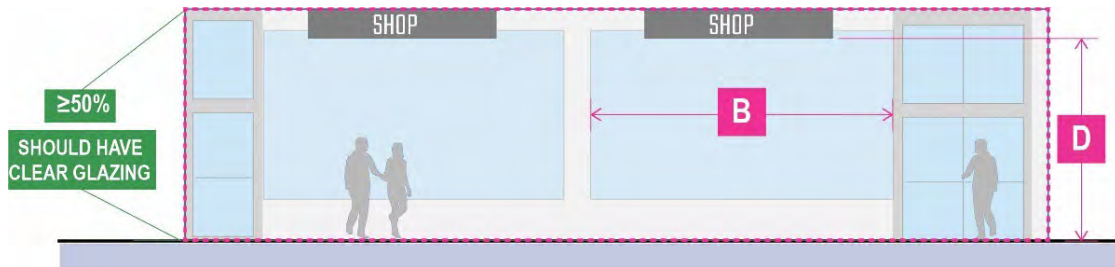 SHOP
SHOP
≥50%
SHOULD HAVE
CLEAR GLAZING
B
D